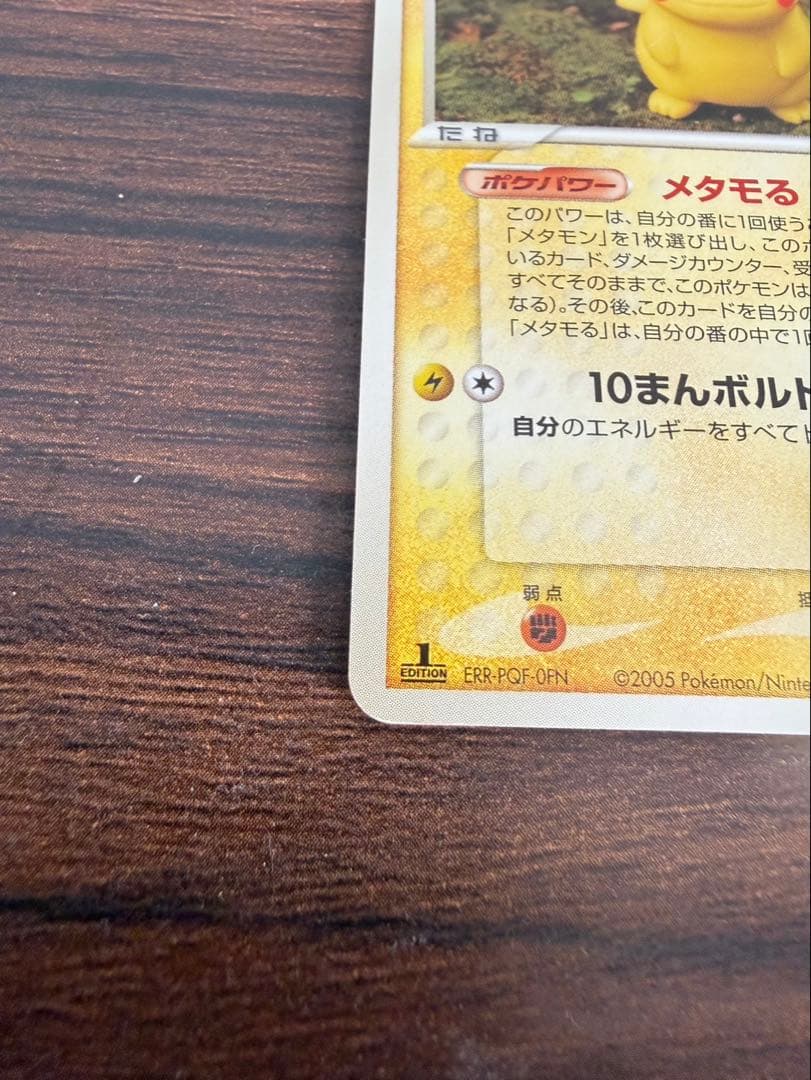 たね
ポケパワー メタモる
このパワーは、自分の番に1回使う
「メタモン」を1枚選び出し、この
いるカード、ダメージカウンター、受
すべてそのままで、このポケモンは
なる)。その後、このカードを自分の
「メタモる」は、自分の番の中で1
10まんボルト
自分のエネルギーをすべて
弱点
1
EDITION
ERR-PQF-0FN ©2005 Pokémon/Ninte